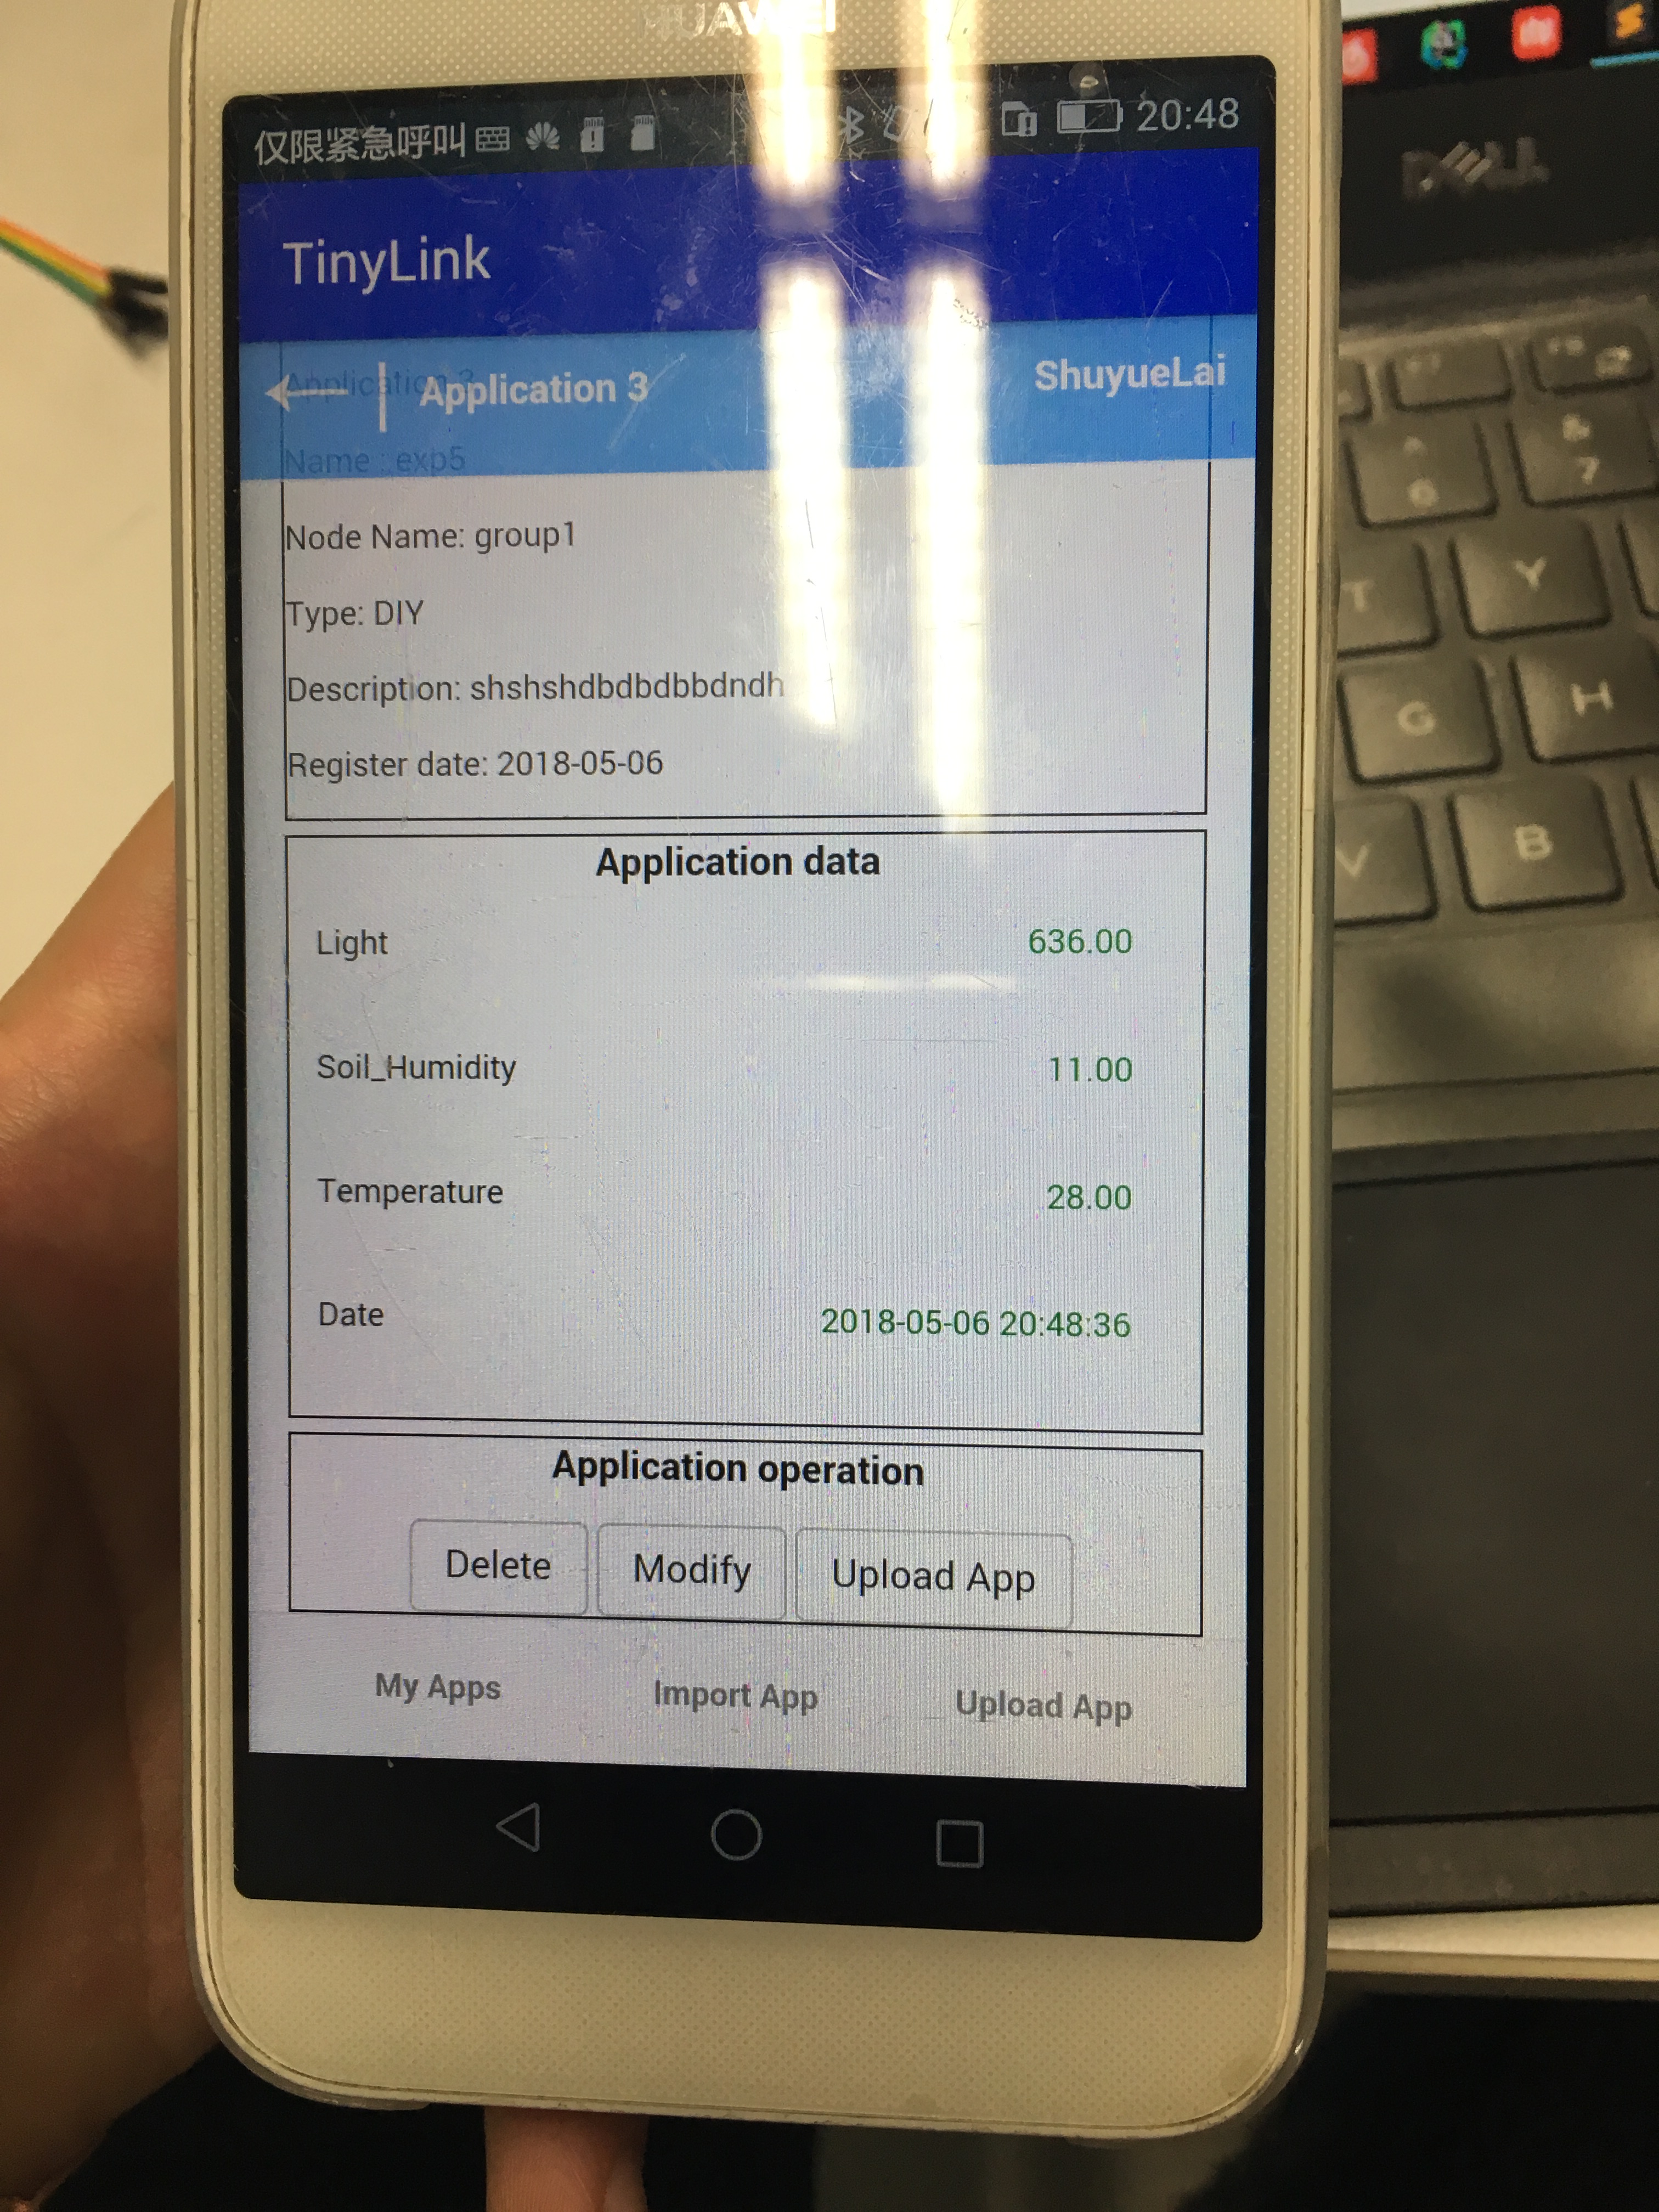 HUAWEI
仅限紧急呼叫 20:48
DELL
TinyLink
Application 3 ShuyueLai
Name : exp5
Node Name: group1
Type: DIY
Description: shshshdbdbdbbdndh
Register date: 2018-05-06
Application data
Light 636.00
Soil_Humidity 11.00
Temperature 28.00
Date 2018-05-06 20:48:36
Application operation
Delete Modify Upload App
My Apps Import App Upload App
^ 6 & 7
T Y
G H
V B